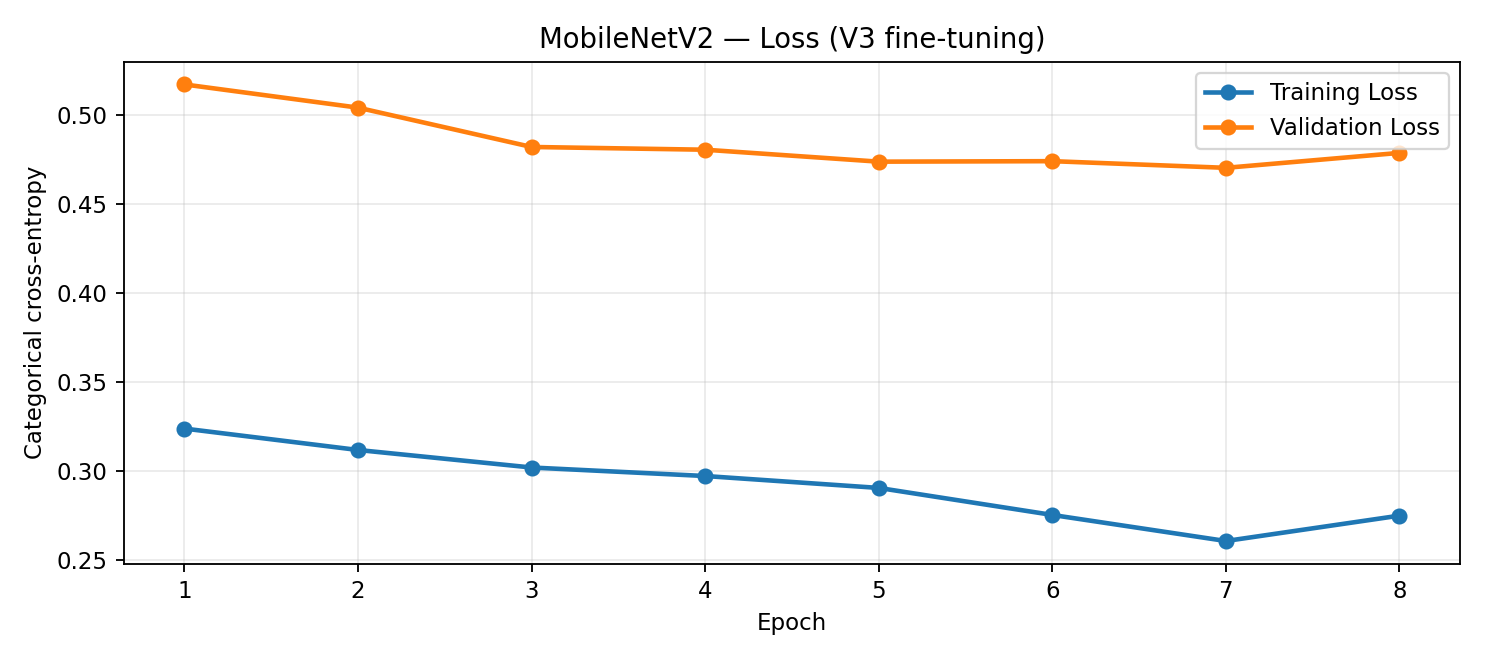 MobileNetV2 — Loss (V3 fine-tuning)
Training Loss
Validation Loss
Categorical cross-entropy
0.50
0.45
0.40
0.35
0.30
0.25
1 2 3 4 5 6 7 8
Epoch